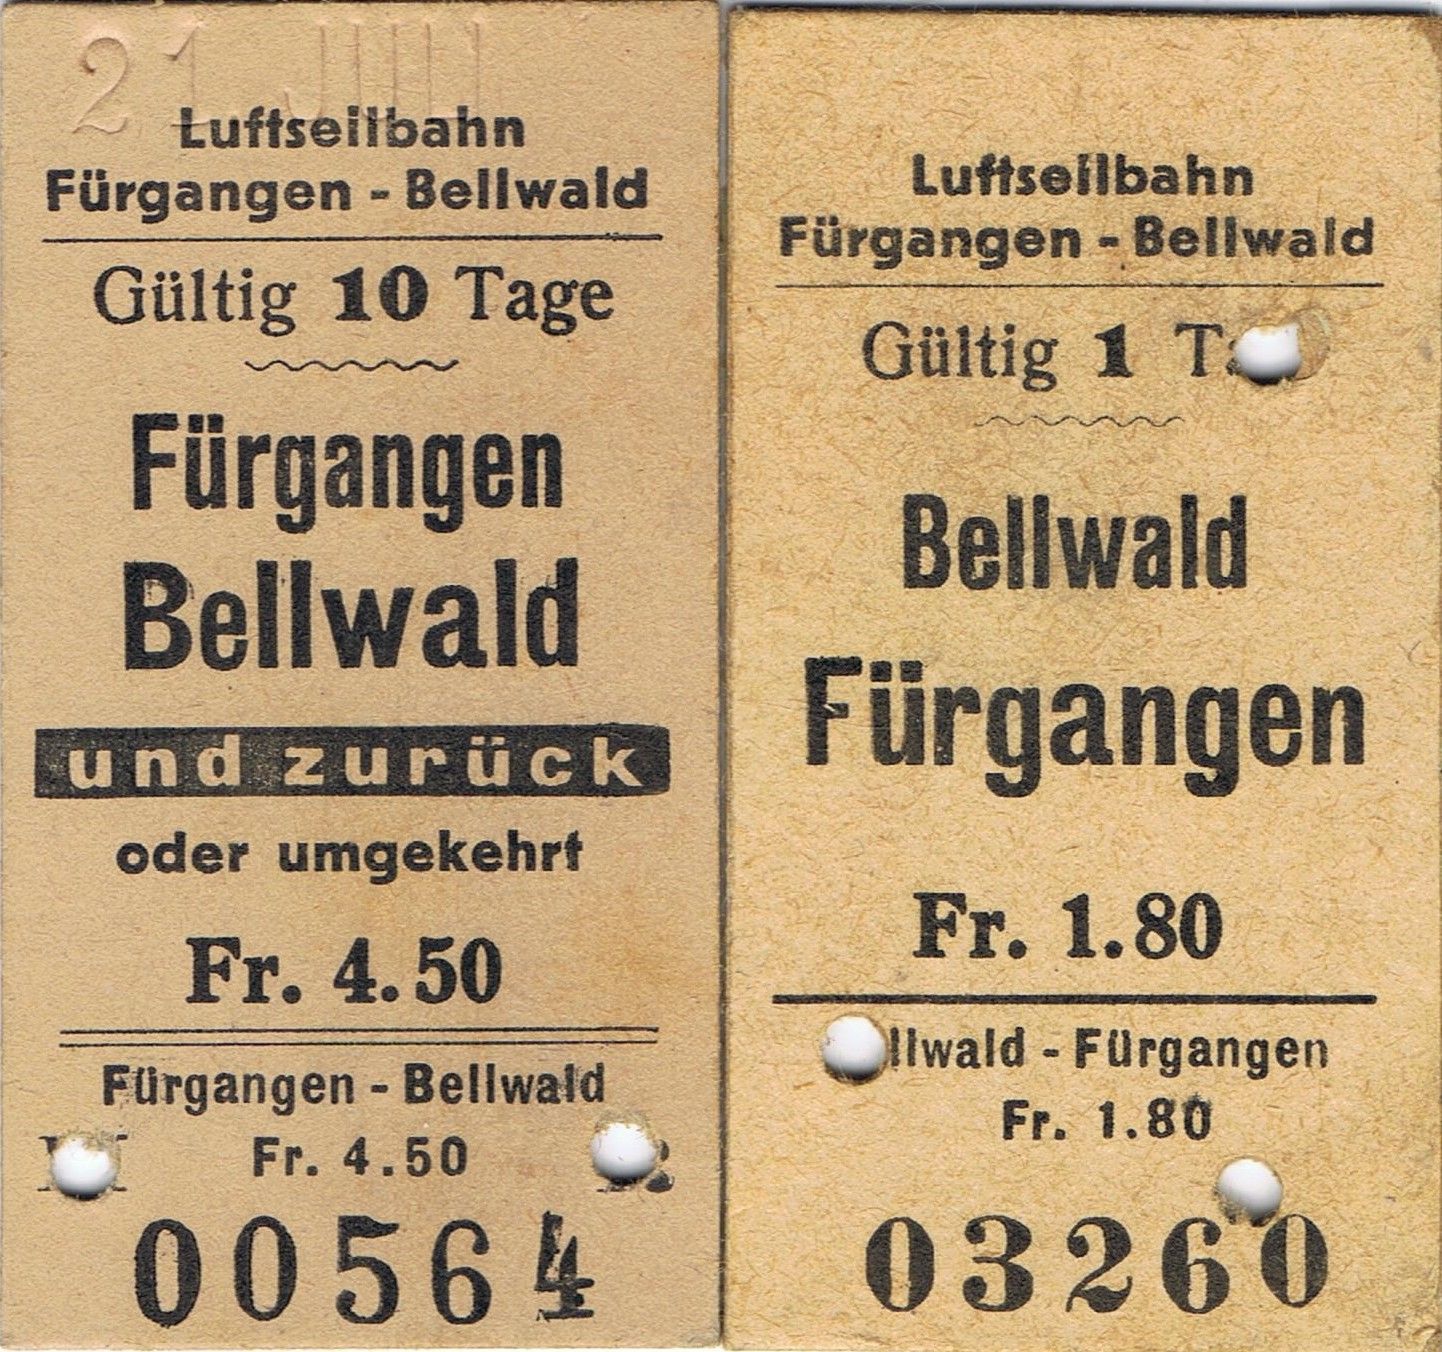 21 JUNI
Luftseilbahn
Fürgangen - Bellwald
Gültig 10 Tage
Fürgangen
Bellwald
und zurück
oder umgekehrt
Fr. 4.50
Fürgangen - Bellwald
Fr. 4.50
00564
Luftseilbahn
Fürgangen - Bellwald
Gültig 1
Bellwald
Fürgangen
Fr. 1.80
llwald - Fürgangen
Fr. 1.80
03260